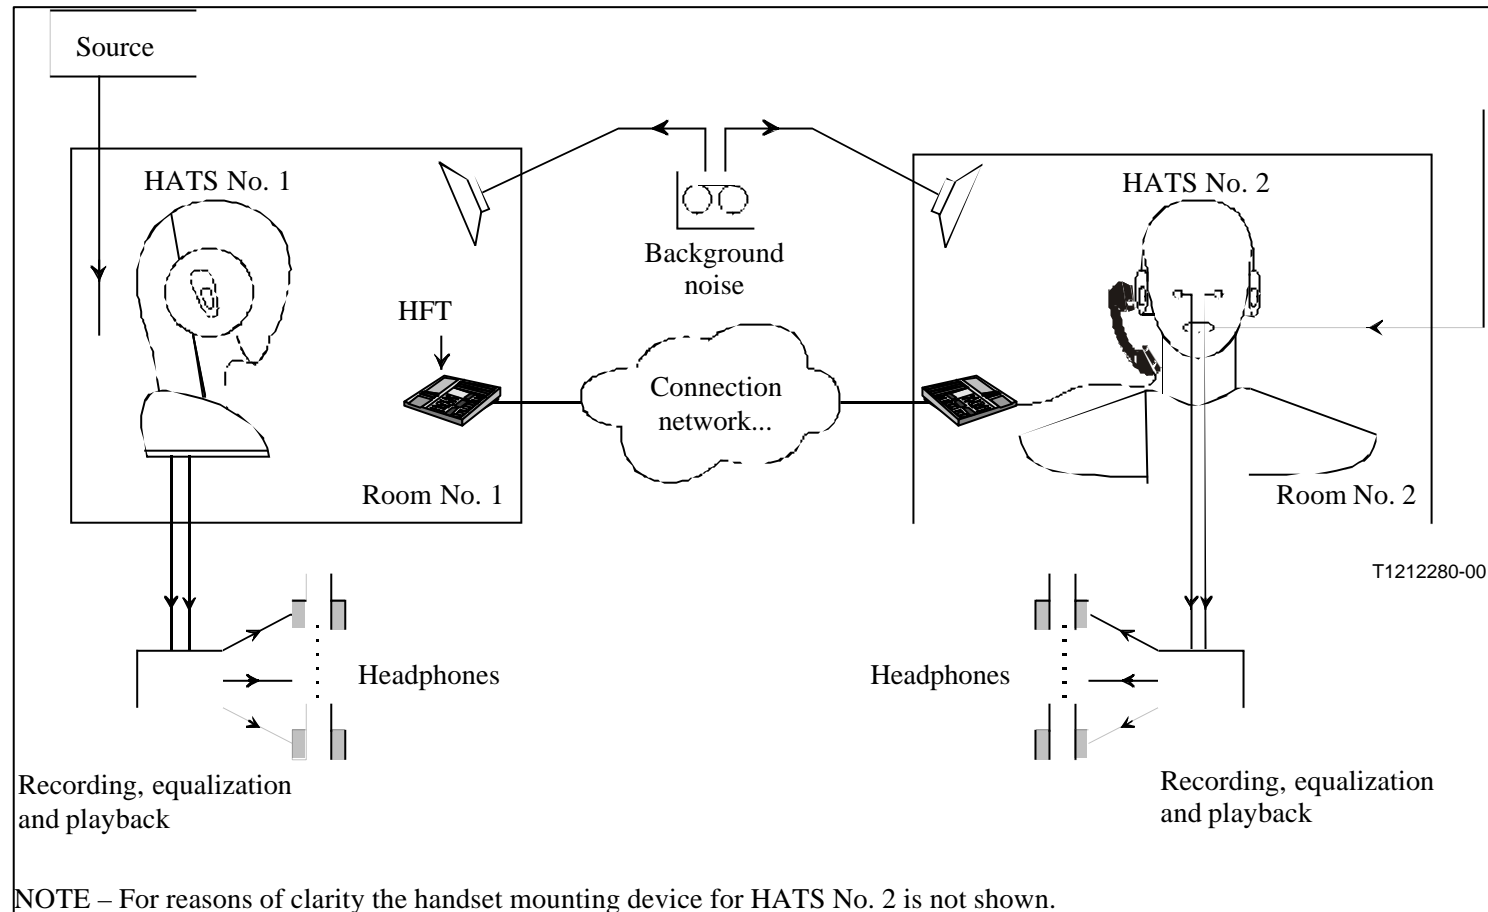 Source
HATS No. 1
HATS No. 2
Background
noise
HFT
Connection
network...
Room No. 1
Room No. 2
T1212280-00
Headphones
Headphones
Recording, equalization
and playback
Recording, equalization
and playback
NOTE – For reasons of clarity the handset mounting device for HATS No. 2 is not shown.